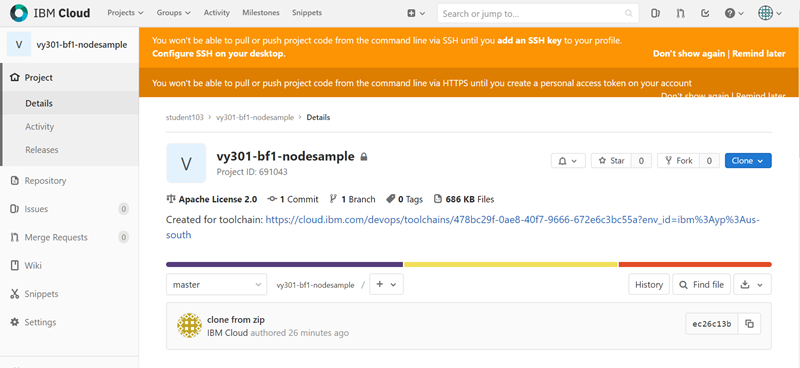 IBM Cloud
Projects
Groups
Activity
Milestones
Snippets
Search or jump to...
V
vy301-bf1-nodesample
Project
Details
Activity
Releases
Repository
Issues 0
Merge Requests 0
Wiki
Snippets
Settings
You won't be able to pull or push project code from the command line via SSH until you add an SSH key to your profile.
Configure SSH on your desktop.
Don't show again | Remind later
You won't be able to pull or push project code from the command line via HTTPS until you create a personal access token on your account
Don't show again | Remind later
student103 > vy301-bf1-nodesample > Details
V
vy301-bf1-nodesample
Project ID: 691043
Star 0
Fork 0
Clone
Apache License 2.0 1 Commit 1 Branch 0 Tags 686 KB Files
Created for toolchain: https://cloud.ibm.com/devops/toolchains/478bc29f-0ae8-40f7-9666-672e6c3bc55a?env_id=ibm%3Ayp%3Aus-
south
master
vy301-bf1-nodesample / +
History
Find file
clone from zip
IBM Cloud authored 26 minutes ago
ec26c13b